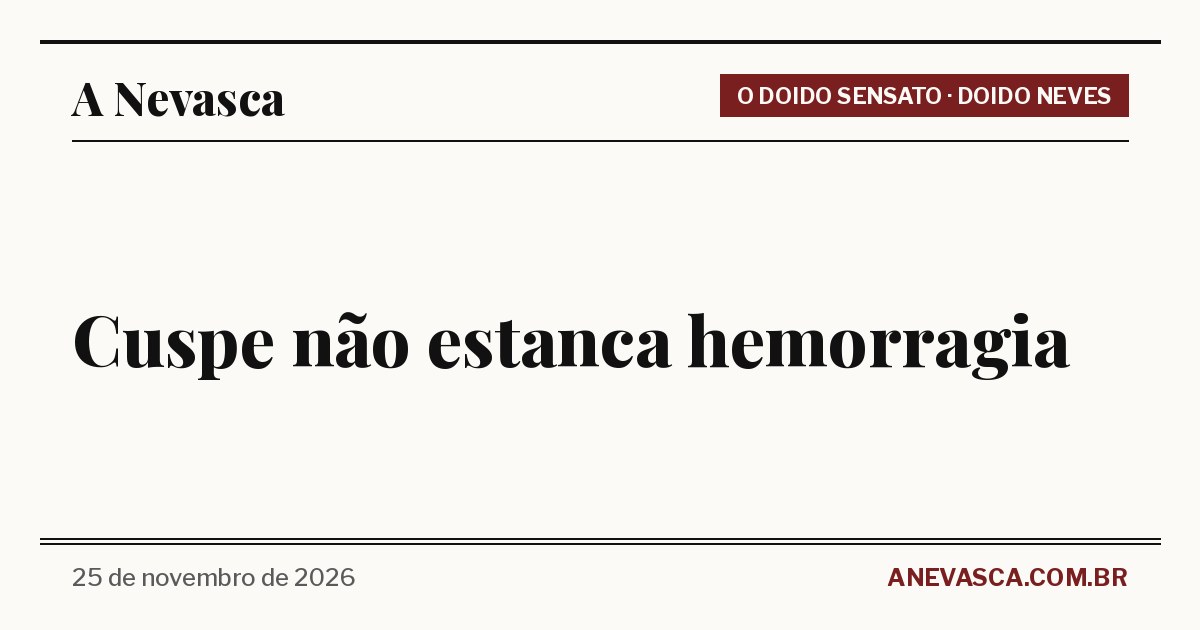 A Nevasca
O DOIDO SENSATO · DOIDO NEVES
Cuspe não estanca hemorragia
25 de novembro de 2026
ANEVASCA.COM.BR